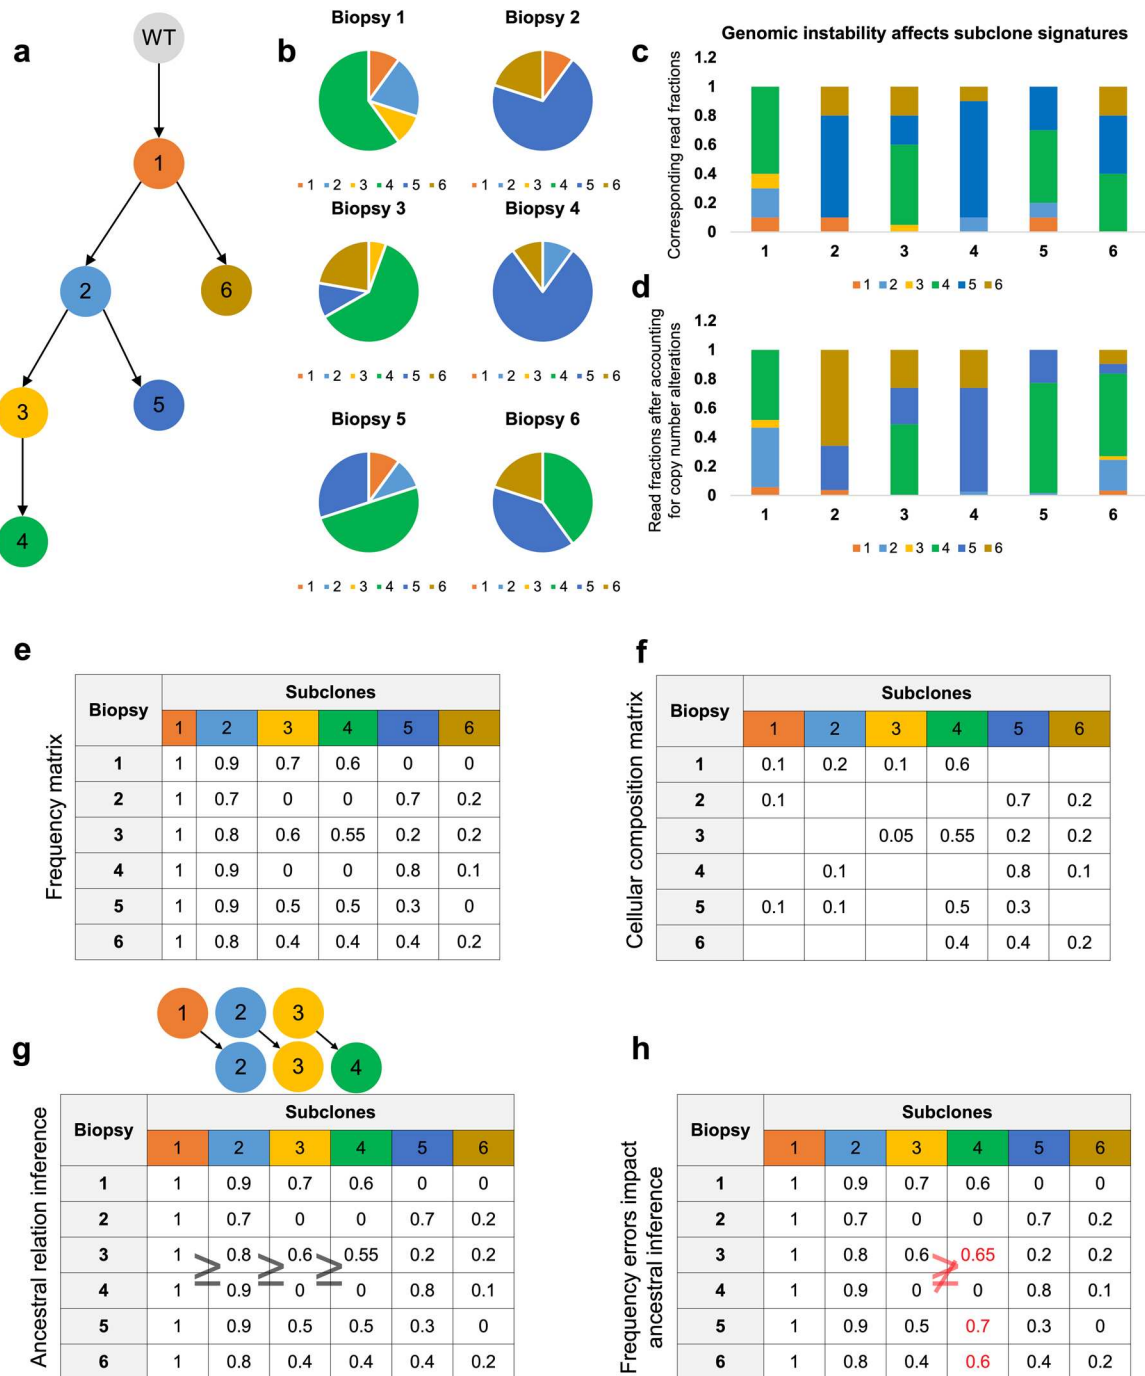 a
WT
1
2
6
3
5
4
b
Biopsy 1
Biopsy 2
1 2 3 4 5 6
1 2 3 4 5 6
Biopsy 3
Biopsy 4
1 2 3 4 5 6
1 2 3 4 5 6
Biopsy 5
Biopsy 6
1 2 3 4 5 6
1 2 3 4 5 6
c
Genomic instability affects subclone signatures
Corresponding read fractions
1.2
1
0.8
0.6
0.4
0.2
0
1 2 3 4 5 6
1 2 3 4 5 6
d
Read fractions after accounting
for copy number alterations
1.2
1
0.8
0.6
0.4
0.2
0
1 2 3 4 5 6
1 2 3 4 5 6
e
Frequency matrix
Biopsy Subclones
1 2 3 4 5 6
1 1 0.9 0.7 0.6 0 0
2 1 0.7 0 0 0.7 0.2
3 1 0.8 0.6 0.55 0.2 0.2
4 1 0.9 0 0 0.8 0.1
5 1 0.9 0.5 0.5 0.3 0
6 1 0.8 0.4 0.4 0.4 0.2
f
Cellular composition matrix
Biopsy Subclones
1 2 3 4 5 6
1 0.1 0.2 0.1 0.6
2 0.1 0.7 0.2
3 0.05 0.55 0.2 0.2
4 0.1 0.8 0.1
5 0.1 0.1 0.5 0.3
6 0.4 0.4 0.2
g
1 2 3
2 3 4
Ancestral relation inference
Biopsy Subclones
1 2 3 4 5 6
1 1 0.9 0.7 0.6 0 0
2 1 0.7 0 0 0.7 0.2
3 1 0.8 0.6 0.55 0.2 0.2
≥ ≥ ≥
4 1 0.9 0 0 0.8 0.1
5 1 0.9 0.5 0.5 0.3 0
6 1 0.8 0.4 0.4 0.4 0.2
h
Frequency errors impact
ancestral inference
Biopsy Subclones
1 2 3 4 5 6
1 1 0.9 0.7 0.6 0 0
2 1 0.7 0 0 0.7 0.2
3 1 0.8 0.6 0.65 0.2 0.2
≱
4 1 0.9 0 0 0.8 0.1
5 1 0.9 0.5 0.7 0.3 0
6 1 0.8 0.4 0.6 0.4 0.2